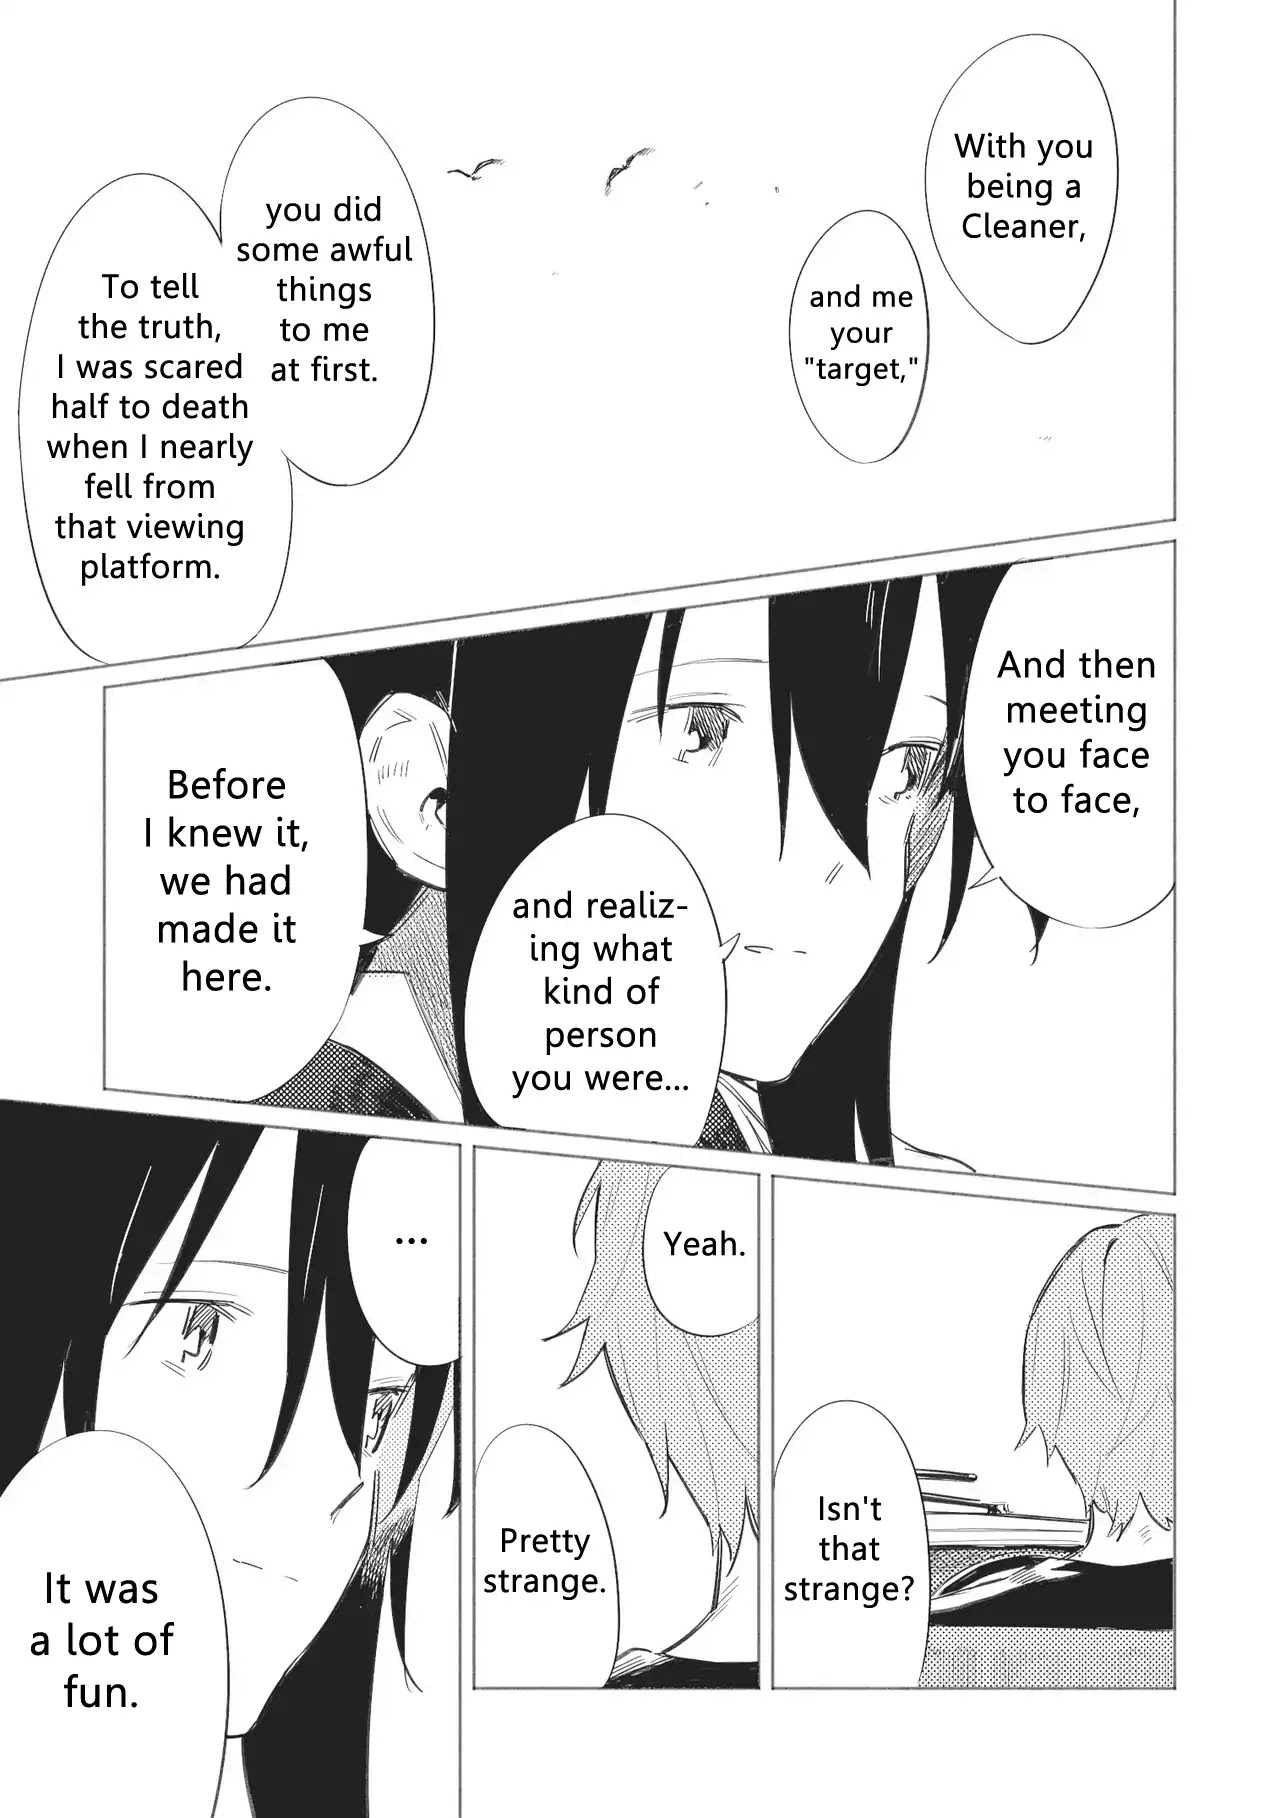 With you
being a
Cleaner,
and me
your
"target,"
you did
some awful
things
to me
at first.
To tell
the truth,
I was scared
half to death
when I nearly
fell from
that viewing
platform.
And then
meeting
you face
to face,
and realiz-
ing what
kind of
person
you were...
Before
I knew it,
we had
made it
here.
Isn't
that
strange?
Yeah.
Pretty
strange.
...
It was
a lot of
fun.